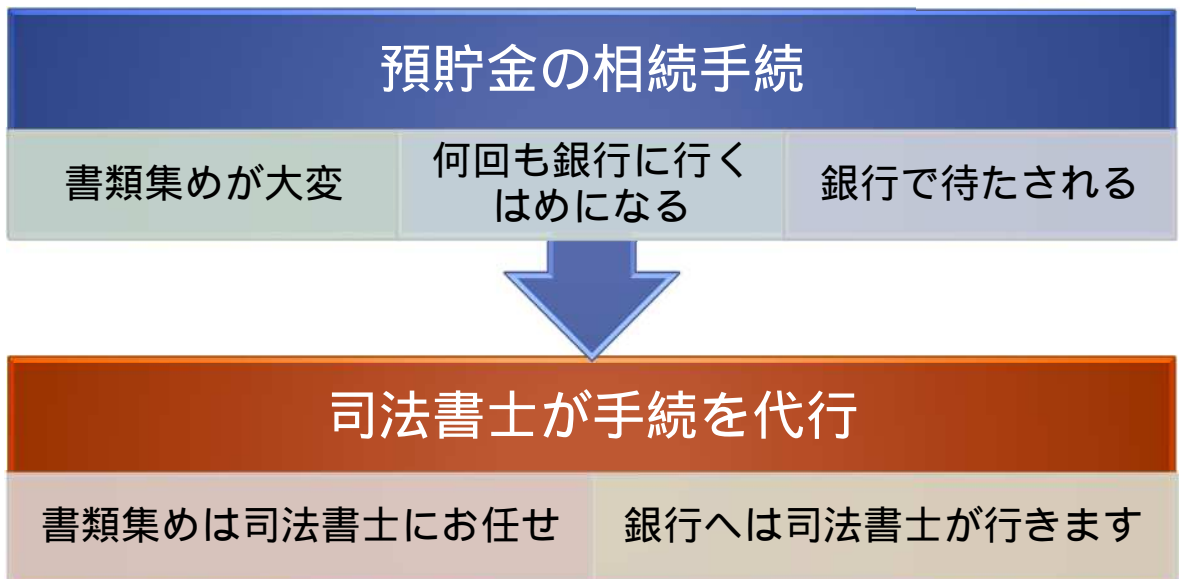 預貯金の相続手続
書類集めが大変
何回も銀行に行く
はめになる
銀行で待たされる
司法書士が手続を代行
書類集めは司法書士にお任せ
銀行へは司法書士が行きます